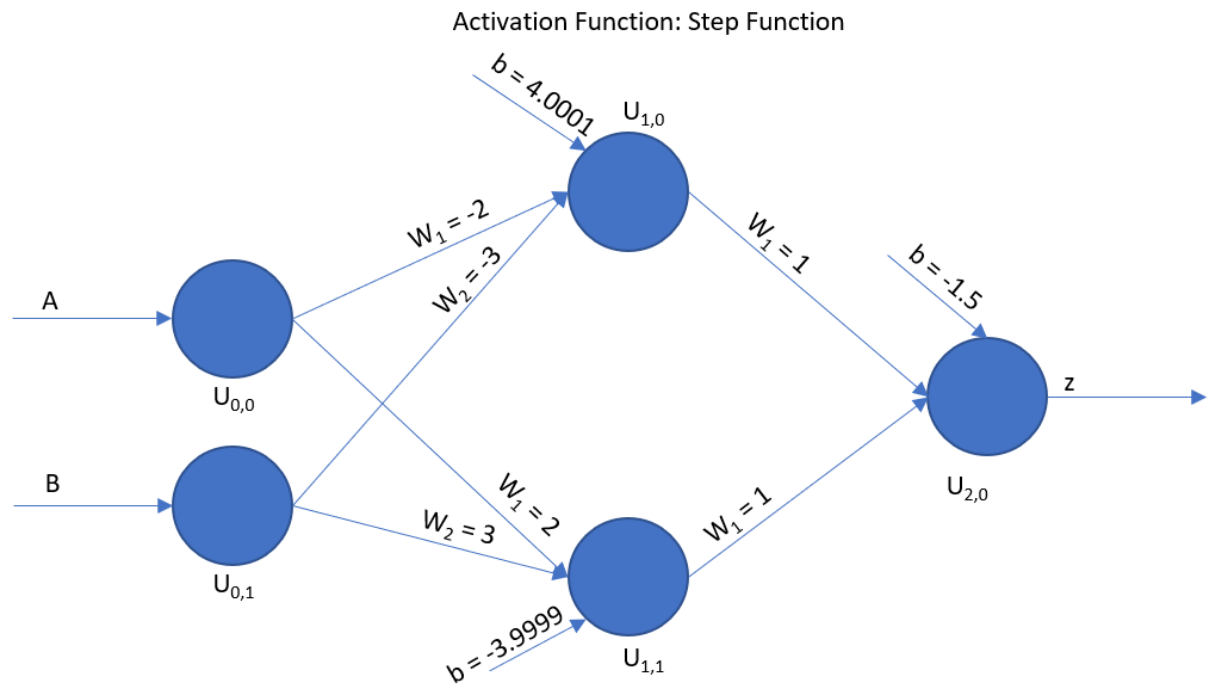 Activation Function: Step Function
b = 4.0001
U1,0
W1 = -2
W2 = -3
W1 = 1
b = -1.5
A
U0,0
z
B
U0,1
W1 = 2
W2 = 3
W1 = 1
U2,0
b = -3.9999
U1,1